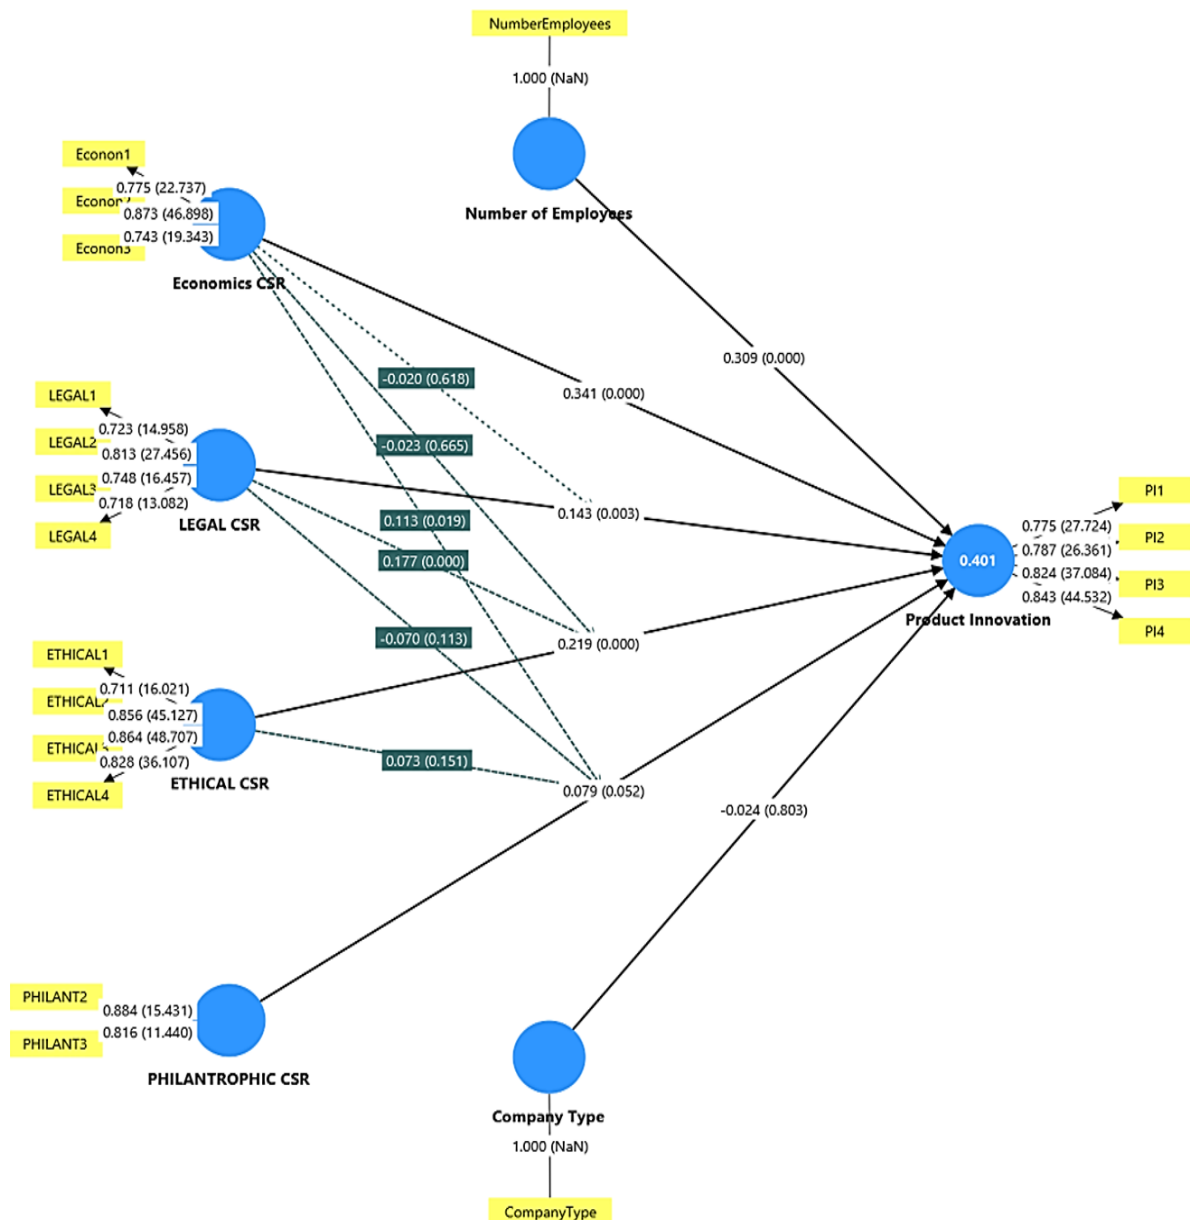 NumberEmployees
1.000 (NaN)
Number of Employees
Econon1
0.775 (22.737)
0.873 (46.898)
Econon3
0.743 (19.343)
Economics CSR
0.309 (0.000)
-0.020 (0.618)
0.341 (0.000)
LEGAL1
0.723 (14.958)
LEGAL2
0.813 (27.456)
LEGAL3
0.748 (16.457)
0.718 (13.082)
LEGAL4
LEGAL CSR
-0.023 (0.665)
0.113 (0.019)
0.143 (0.003)
0.177 (0.000)
-0.070 (0.113)
0.219 (0.000)
0.401
Product Innovation
PI1
0.775 (27.724)
PI2
0.787 (26.361)
PI3
0.824 (37.084)
0.843 (44.532)
PI4
ETHICAL1
0.711 (16.021)
0.856 (45.127)
0.864 (48.707)
0.828 (36.107)
ETHICAL4
ETHICAL CSR
0.073 (0.151)
0.079 (0.052)
-0.024 (0.803)
PHILANT2
0.884 (15.431)
0.816 (11.440)
PHILANT3
PHILANTROPHIC CSR
Company Type
1.000 (NaN)
CompanyType